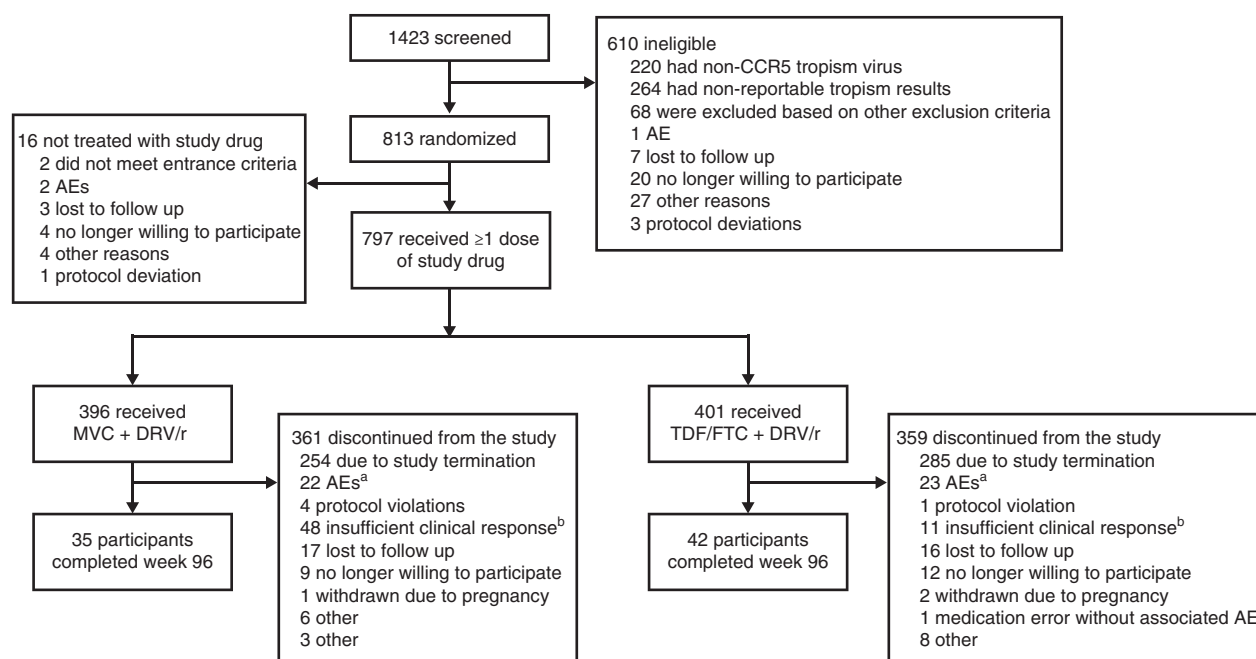 1423 screened
610 ineligible
220 had non-CCR5 tropism virus
264 had non-reportable tropism results
68 were excluded based on other exclusion criteria
1 AE
7 lost to follow up
20 no longer willing to participate
27 other reasons
3 protocol deviations
813 randomized
16 not treated with study drug
2 did not meet entrance criteria
2 AEs
3 lost to follow up
4 no longer willing to participate
4 other reasons
1 protocol deviation
797 received ≥1 dose
of study drug
396 received
MVC + DRV/r
361 discontinued from the study
254 due to study termination
22 AEsᵃ
4 protocol violations
48 insufficient clinical responseᵇ
17 lost to follow up
9 no longer willing to participate
1 withdrawn due to pregnancy
6 other
3 other
35 participants
completed week 96
401 received
TDF/FTC + DRV/r
359 discontinued from the study
285 due to study termination
23 AEsᵃ
1 protocol violation
11 insufficient clinical responseᵇ
16 lost to follow up
12 no longer willing to participate
2 withdrawn due to pregnancy
1 medication error without associated AE
8 other
42 participants
completed week 96